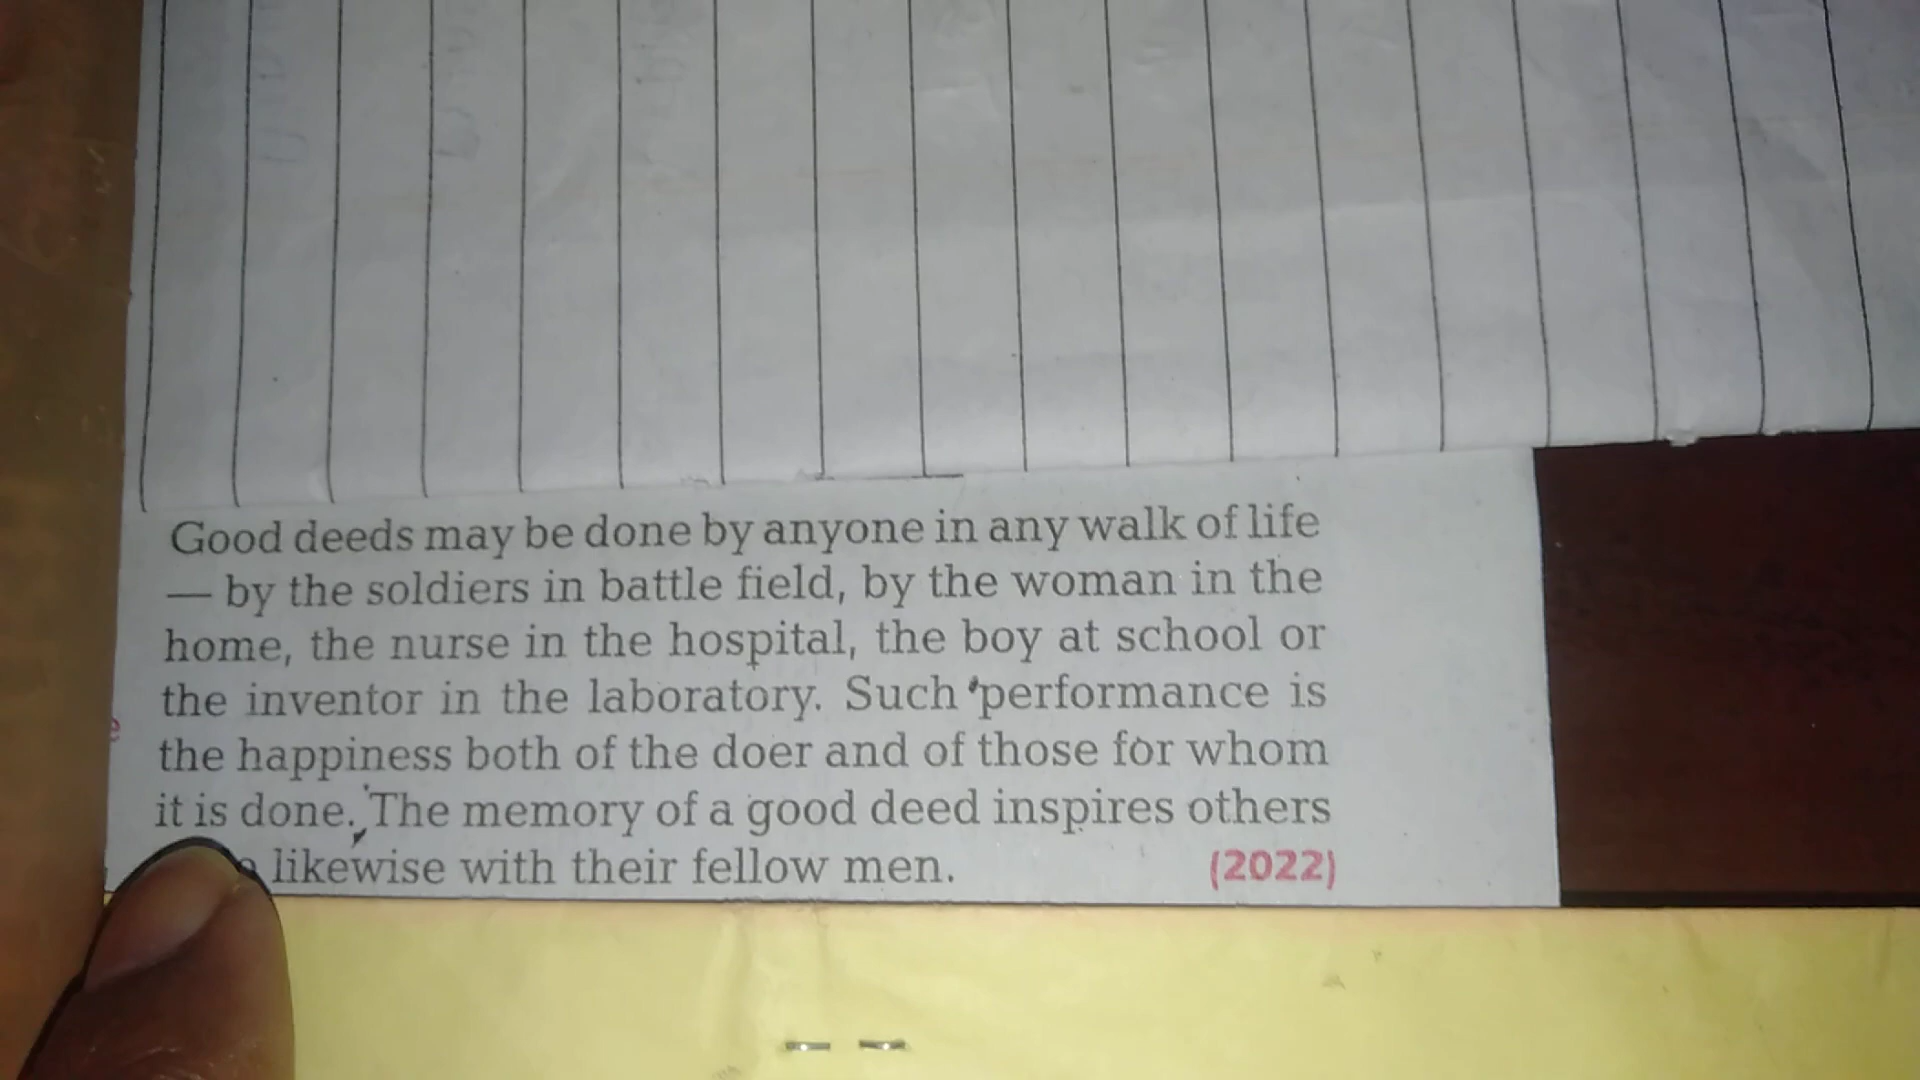 Good deeds may be done by anyone in any walk of life
— by the soldiers in battle field, by the woman in the
home, the nurse in the hospital, the boy at school or
the inventor in the laboratory. Such performance is
the happiness both of the doer and of those for whom
it is done. The memory of a good deed inspires others
likewise with their fellow men. (2022)